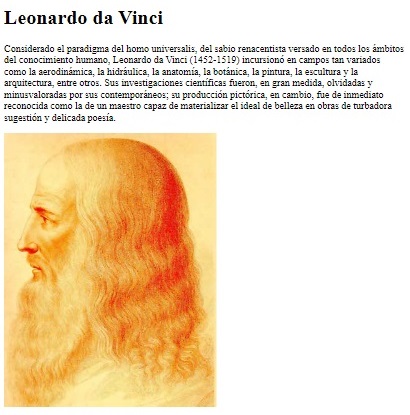 Leonardo da Vinci
Considerado el paradigma del homo universalis, del sabio renacentista versado en todos los ámbitos
del conocimiento humano, Leonardo da Vinci (1452-1519) incursionó en campos tan variados
como la aerodinámica, la hidráulica, la anatomía, la botánica, la pintura, la escultura y la
arquitectura, entre otros. Sus investigaciones científicas fueron, en gran medida, olvidadas y
minusvaloradas por sus contemporáneos; su producción pictórica, en cambio, fue de inmediato
reconocida como la de un maestro capaz de materializar el ideal de belleza en obras de turbadora
sugestión y delicada poesía.